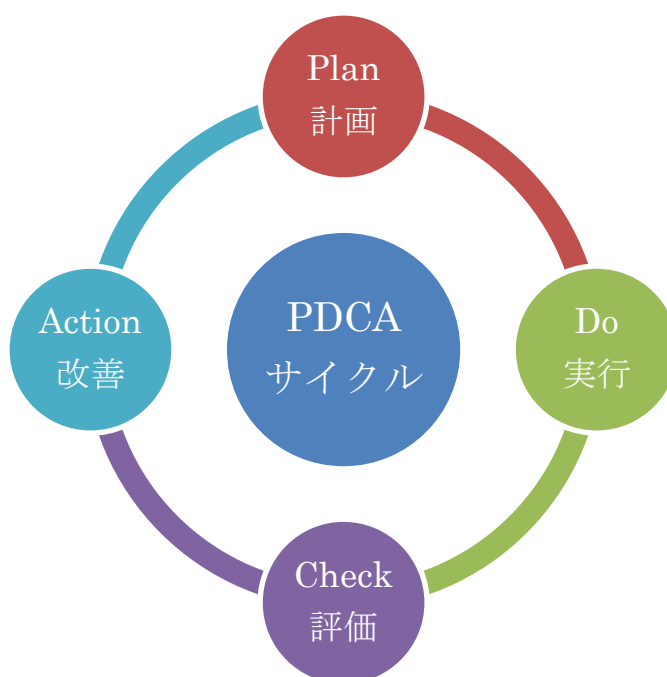 Plan
計画
PDCA
サイクル
Do
実行
Check
評価
Action
改善